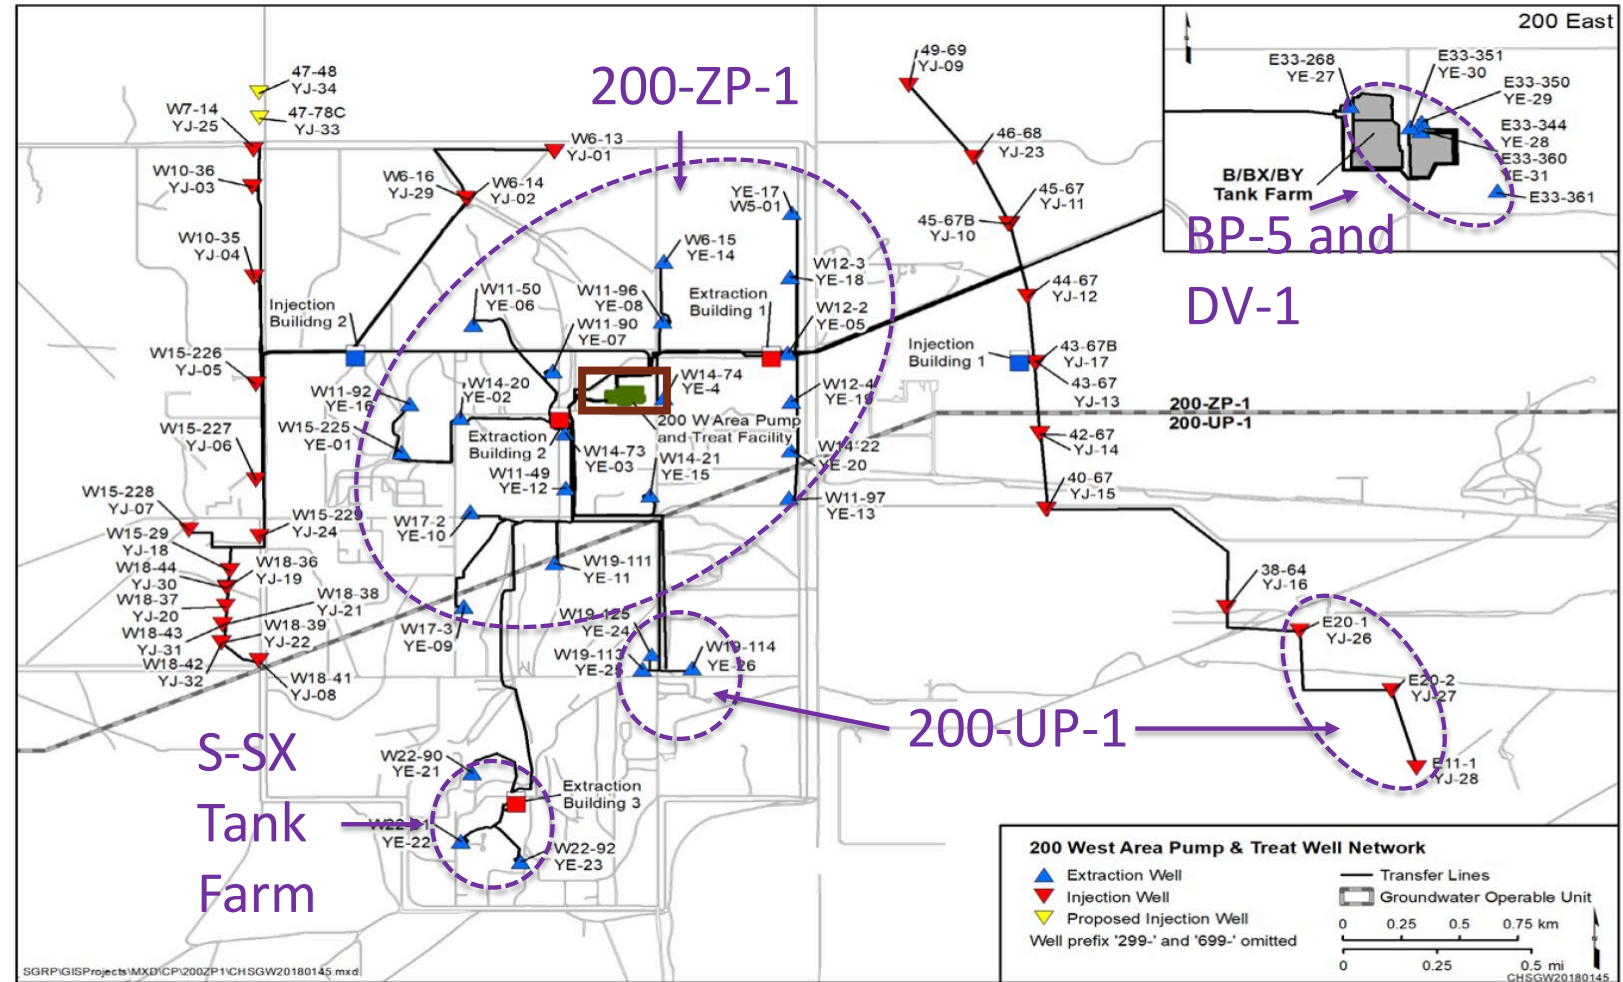 200 East
49-69
YJ-09
E33-268
YE-27
E33-351
YE-30
E33-350
YE-29
E33-344
YE-28
E33-360
YE-31
E33-361
B/BX/BY
Tank Farm
BP-5 and
DV-1
200-ZP-1
47-48
YJ-34
47-78C
YJ-33
W7-14
YJ-25
W6-13
YJ-01
W10-36
YJ-03
W6-16
YJ-29
W6-14
YJ-02
46-68
YJ-23
YE-17
W5-01
45-67
YJ-11
45-67B
YJ-10
W10-35
YJ-04
W6-15
YE-14
W12-3
YE-18
44-67
YJ-12
Injection
Builidng 2
W11-50
YE-06
W11-96
YE-08
Extraction
Building 1
W12-2
YE-05
W11-90
YE-07
Injection
Building 1
43-67B
YJ-17
43-67
YJ-13
W15-226
YJ-05
W11-92
YE-16
W14-20
YE-02
W14-74
YE-4
W12-4
YE-19
200-ZP-1
200-UP-1
W15-227
YJ-06
W15-225
YE-01
Extraction
Building 2
200 W Area Pump
and Treat Facility
W14-73
YE-03
W14-21
YE-15
W14-22
YE-20
42-67
YJ-14
W11-49
YE-12
40-67
YJ-15
W15-228
YJ-07
W11-97
YE-13
W15-29
YJ-18
W15-229
YJ-24
W17-2
YE-10
W18-44
YJ-30
W18-36
YJ-19
W19-111
YE-11
38-64
YJ-16
W18-37
YJ-20
W18-38
YJ-21
W18-43
YJ-31
W18-39
YJ-22
W17-3
YE-09
W19-125
YE-24
E20-1
YJ-26
W18-42
YJ-32
W18-41
YJ-08
W19-113
YE-25
W19-114
YE-26
E20-2
YJ-27
200-UP-1
S-SX
Tank
Farm
W22-90
YE-21
E11-1
YJ-28
Extraction
Building 3
YE-22
W22-92
YE-23
200 West Area Pump & Treat Well Network
Extraction Well
Injection Well
Proposed Injection Well
Well prefix '299-' and '699-' omitted
Transfer Lines
Groundwater Operable Unit
0 0.25 0.5 0.75 km
0 0.25 0.5 mi
SGRP\GISProjects\MXD\CP\200ZP1\CHSGW20180145.mxd
CHSGW20180145